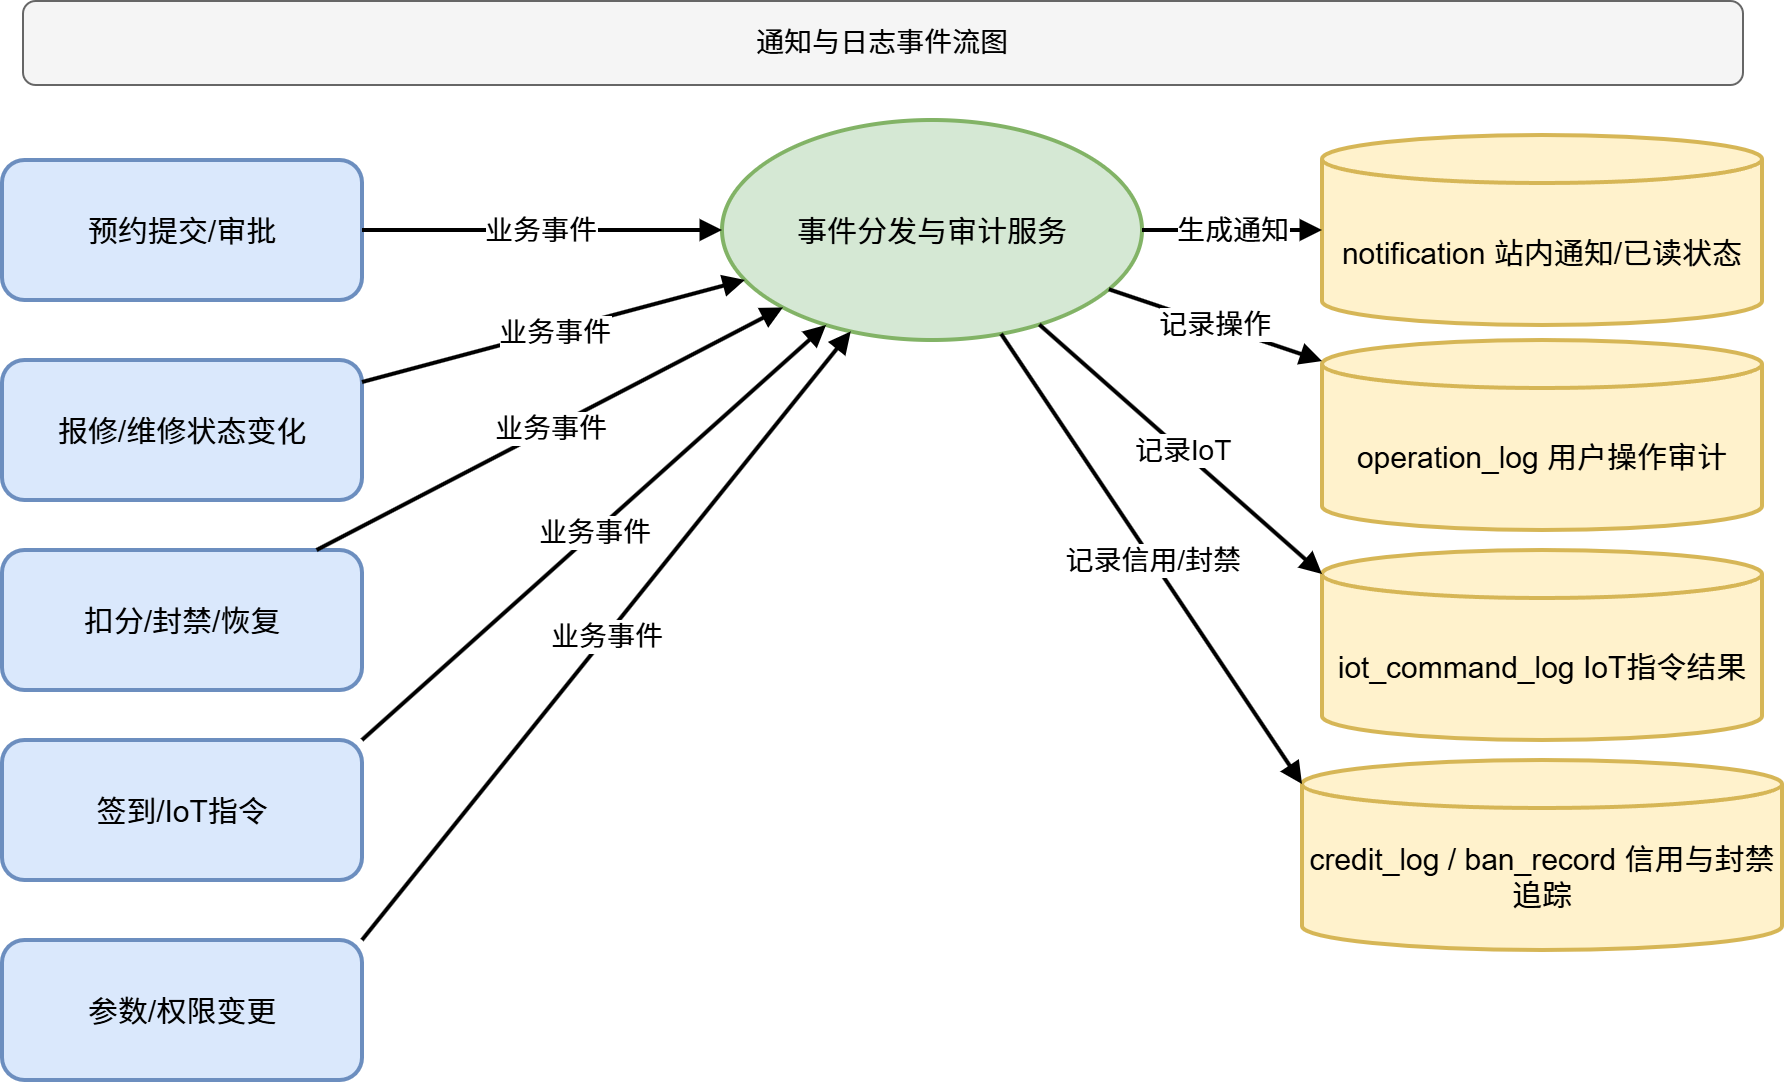 通知与日志事件流图
预约提交/审批
业务事件
事件分发与审计服务
生成通知
notification 站内通知/已读状态
报修/维修状态变化
业务事件
记录操作
operation_log 用户操作审计
扣分/封禁/恢复
业务事件
记录IoT
iot_command_log IoT指令结果
签到/IoT指令
业务事件
记录信用/封禁
credit_log / ban_record 信用与封禁
追踪
参数/权限变更
业务事件